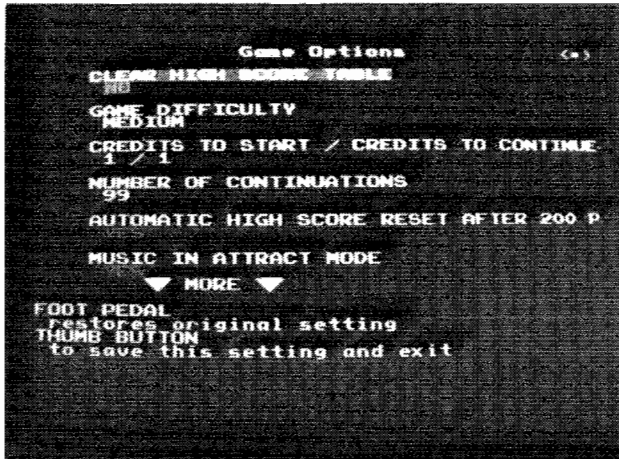 Game Options
(*)
CLEAR HIGH SCORE TABLE
NO
GAME DIFFICULTY
MEDIUM
CREDITS TO START / CREDITS TO CONTINUE
1 / 1
NUMBER OF CONTINUATIONS
99
AUTOMATIC HIGH SCORE RESET AFTER 200 P
MUSIC IN ATTRACT MODE
MORE
FOOT PEDAL
restores original setting
THUMB BUTTON
to save this setting and exit